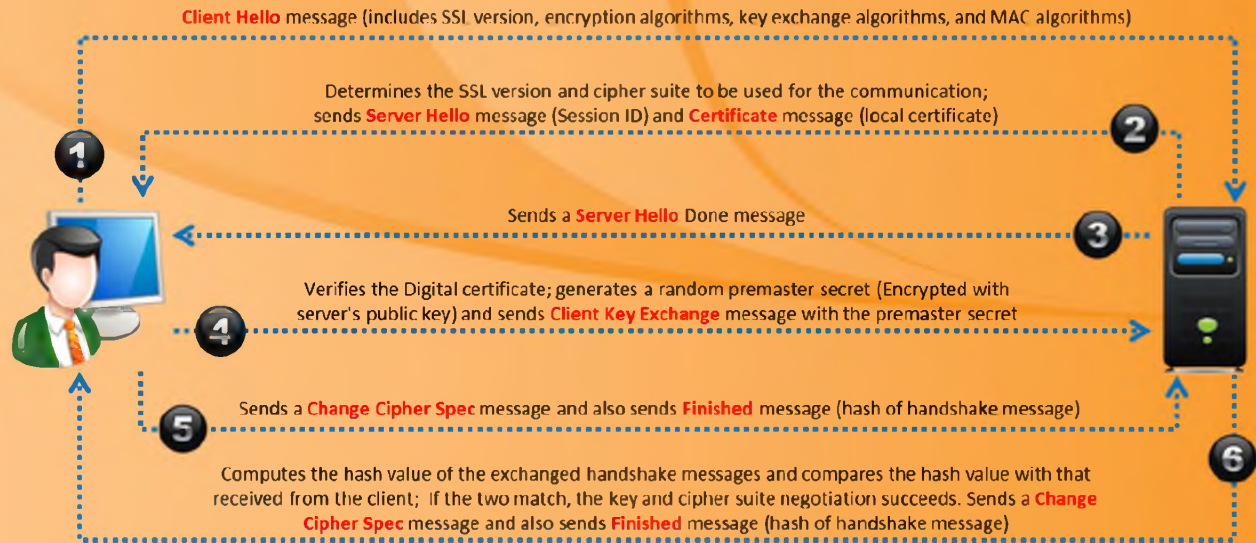 Client Hello message (includes SSL version, encryption algorithms, key exchange algorithms, and MAC algorithms)
Determines the SSL version and cipher suite to be used for the communication;
sends Server Hello message (Session ID) and Certificate message (local certificate)
1
2
Sends a Server Hello Done message
3
Verifies the Digital certificate; generates a random premaster secret (Encrypted with
server's public key) and sends Client Key Exchange message with the premaster secret
4
Sends a Change Cipher Spec message and also sends Finished message (hash of handshake message)
5
6
Computes the hash value of the exchanged handshake messages and compares the hash value with that
received from the client; If the two match, the key and cipher suite negotiation succeeds. Sends a Change
Cipher Spec message and also sends Finished message (hash of handshake message)